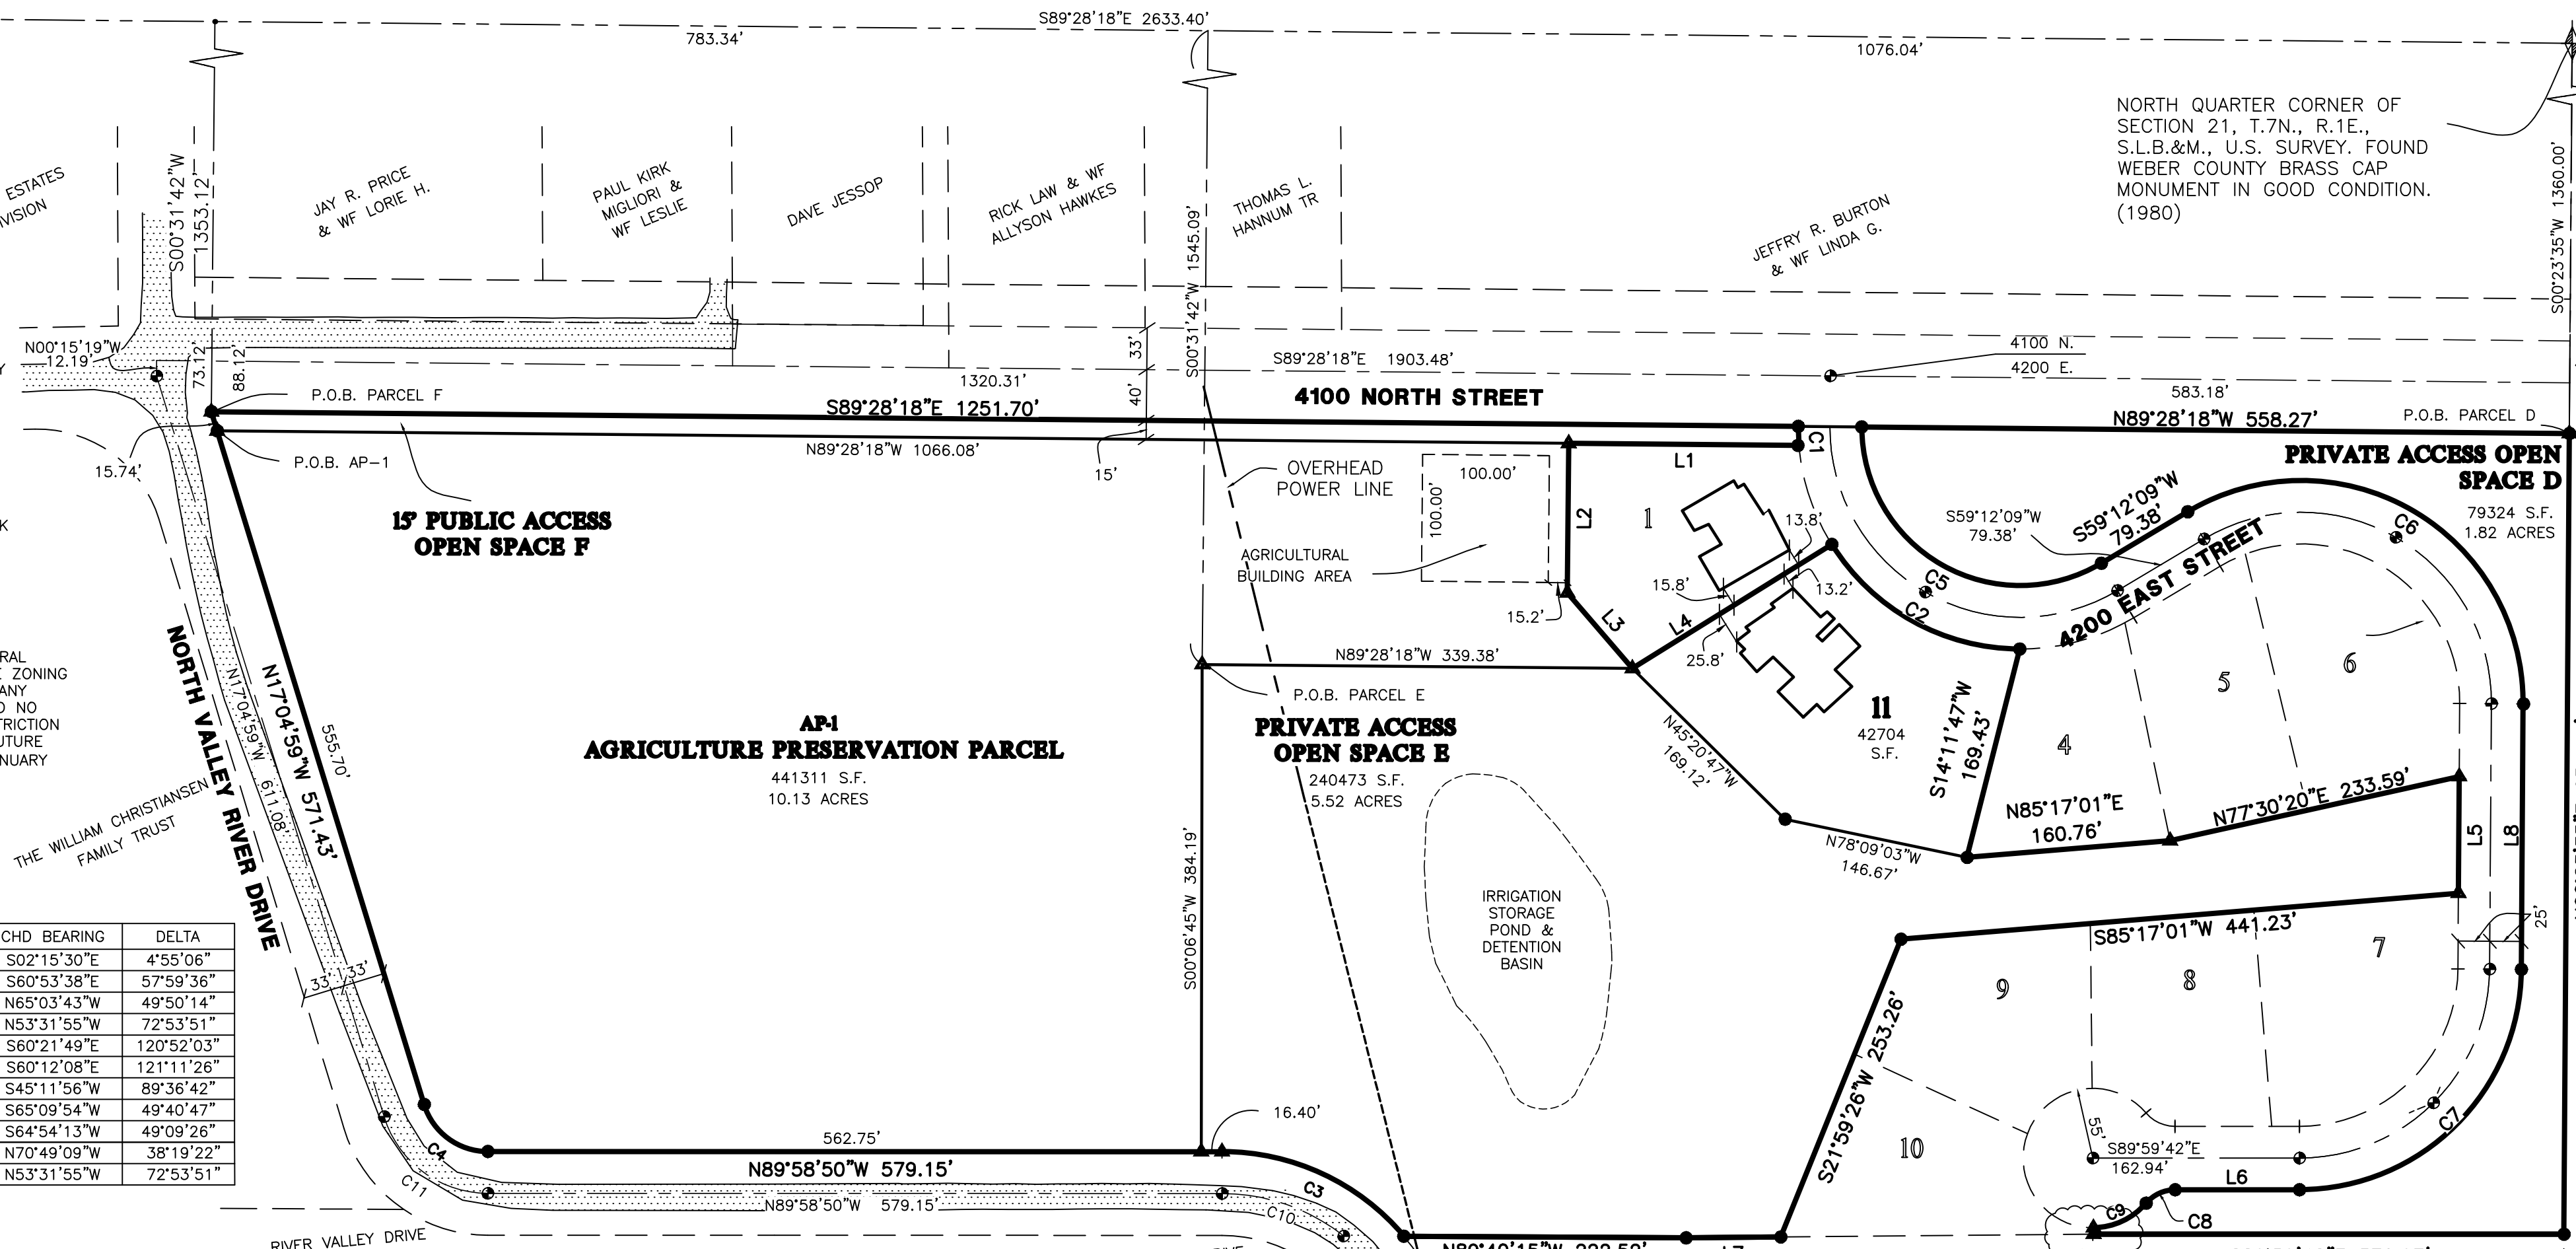 S89°28'18"E 2633.40'
783.34'
1076.04'
NORTH QUARTER CORNER OF
SECTION 21, T.7N., R.1E.,
S.L.B.&M., U.S. SURVEY. FOUND
WEBER COUNTY BRASS CAP
MONUMENT IN GOOD CONDITION.
(1980)
S00°23'35"W 1360.00'
ESTATES
VISION
S00°31'42"W
1353.12'
JAY R. PRICE
& WF LORIE H.
PAUL KIRK
MIGLIORI &
WF LESLIE
DAVE JESSOP
RICK LAW & WF
ALLYSON HAWKES
S00°31'42"W 1545.09'
THOMAS L.
HANNUM TR
JEFFRY R. BURTON
& WF LINDA G.
N00°15'19"W
12.19'
73.12'
88.12'
33'
40'
15'
S89°28'18"E 1903.48'
4100 N.
4200 E.
1320.31'
583.18'
P.O.B. PARCEL F
S89°28'18"E 1251.70'
4100 NORTH STREET
N89°28'18"W 558.27'
P.O.B. PARCEL D
15.74'
P.O.B. AP-1
N89°28'18"W 1066.08'
L1
C1
PRIVATE ACCESS OPEN
SPACE D
79324 S.F.
1.82 ACRES
OVERHEAD
POWER LINE
100.00'
100.00'
L2
1
13.8'
S59°12'09"W
79.38'
S59°12'09"W
79.38'
C6
15' PUBLIC ACCESS
OPEN SPACE F
AGRICULTURAL
BUILDING AREA
15.8'
13.2'
15.2'
L3
L4
25.8'
C5
C2
4200 EAST STREET
K
RAL
E ZONING
ANY
D NO
TRICTION
UTURE
NUARY
NORTH VALLEY RIVER DRIVE
N17°04'59"W 611.08'
N17°04'59"W 571.43'
555.70'
N89°28'18"W 339.38'
P.O.B. PARCEL E
AP-1
AGRICULTURE PRESERVATION PARCEL
441311 S.F.
10.13 ACRES
PRIVATE ACCESS
OPEN SPACE E
240473 S.F.
5.52 ACRES
N45°20'47"W
169.12'
11
42704
S.F.
S14°11'47"W
169.43'
4
5
6
THE WILLIAM CHRISTIANSEN
FAMILY TRUST
S00°06'45"W 384.19'
N78°09'03"W
146.67'
N85°17'01"E
160.76'
N77°30'20"E 233.59'
L5
L8
IRRIGATION
STORAGE
POND &
DETENTION
BASIN
S85°17'01"W 441.23'
25'
7
8
9
10
33'
33'
CHD BEARING DELTA
S02°15'30"E 4°55'06"
S60°53'38"E 57°59'36"
N65°03'43"W 49°50'14"
N53°31'55"W 72°53'51"
S60°21'49"E 120°52'03"
S60°12'08"E 121°11'26"
S45°11'56"W 89°36'42"
S65°09'54"W 49°40'47"
S64°54'13"W 49°09'26"
N70°49'09"W 38°19'22"
N53°31'55"W 72°53'51"
S21°59'26"W 253.26'
55'
S89°59'42"E
162.94'
C7
L6
C8
C9
C4
C11
562.75'
16.40'
N89°58'50"W 579.15'
N89°58'50"W 579.15'
C3
C10
RIVER VALLEY DRIVE
L7